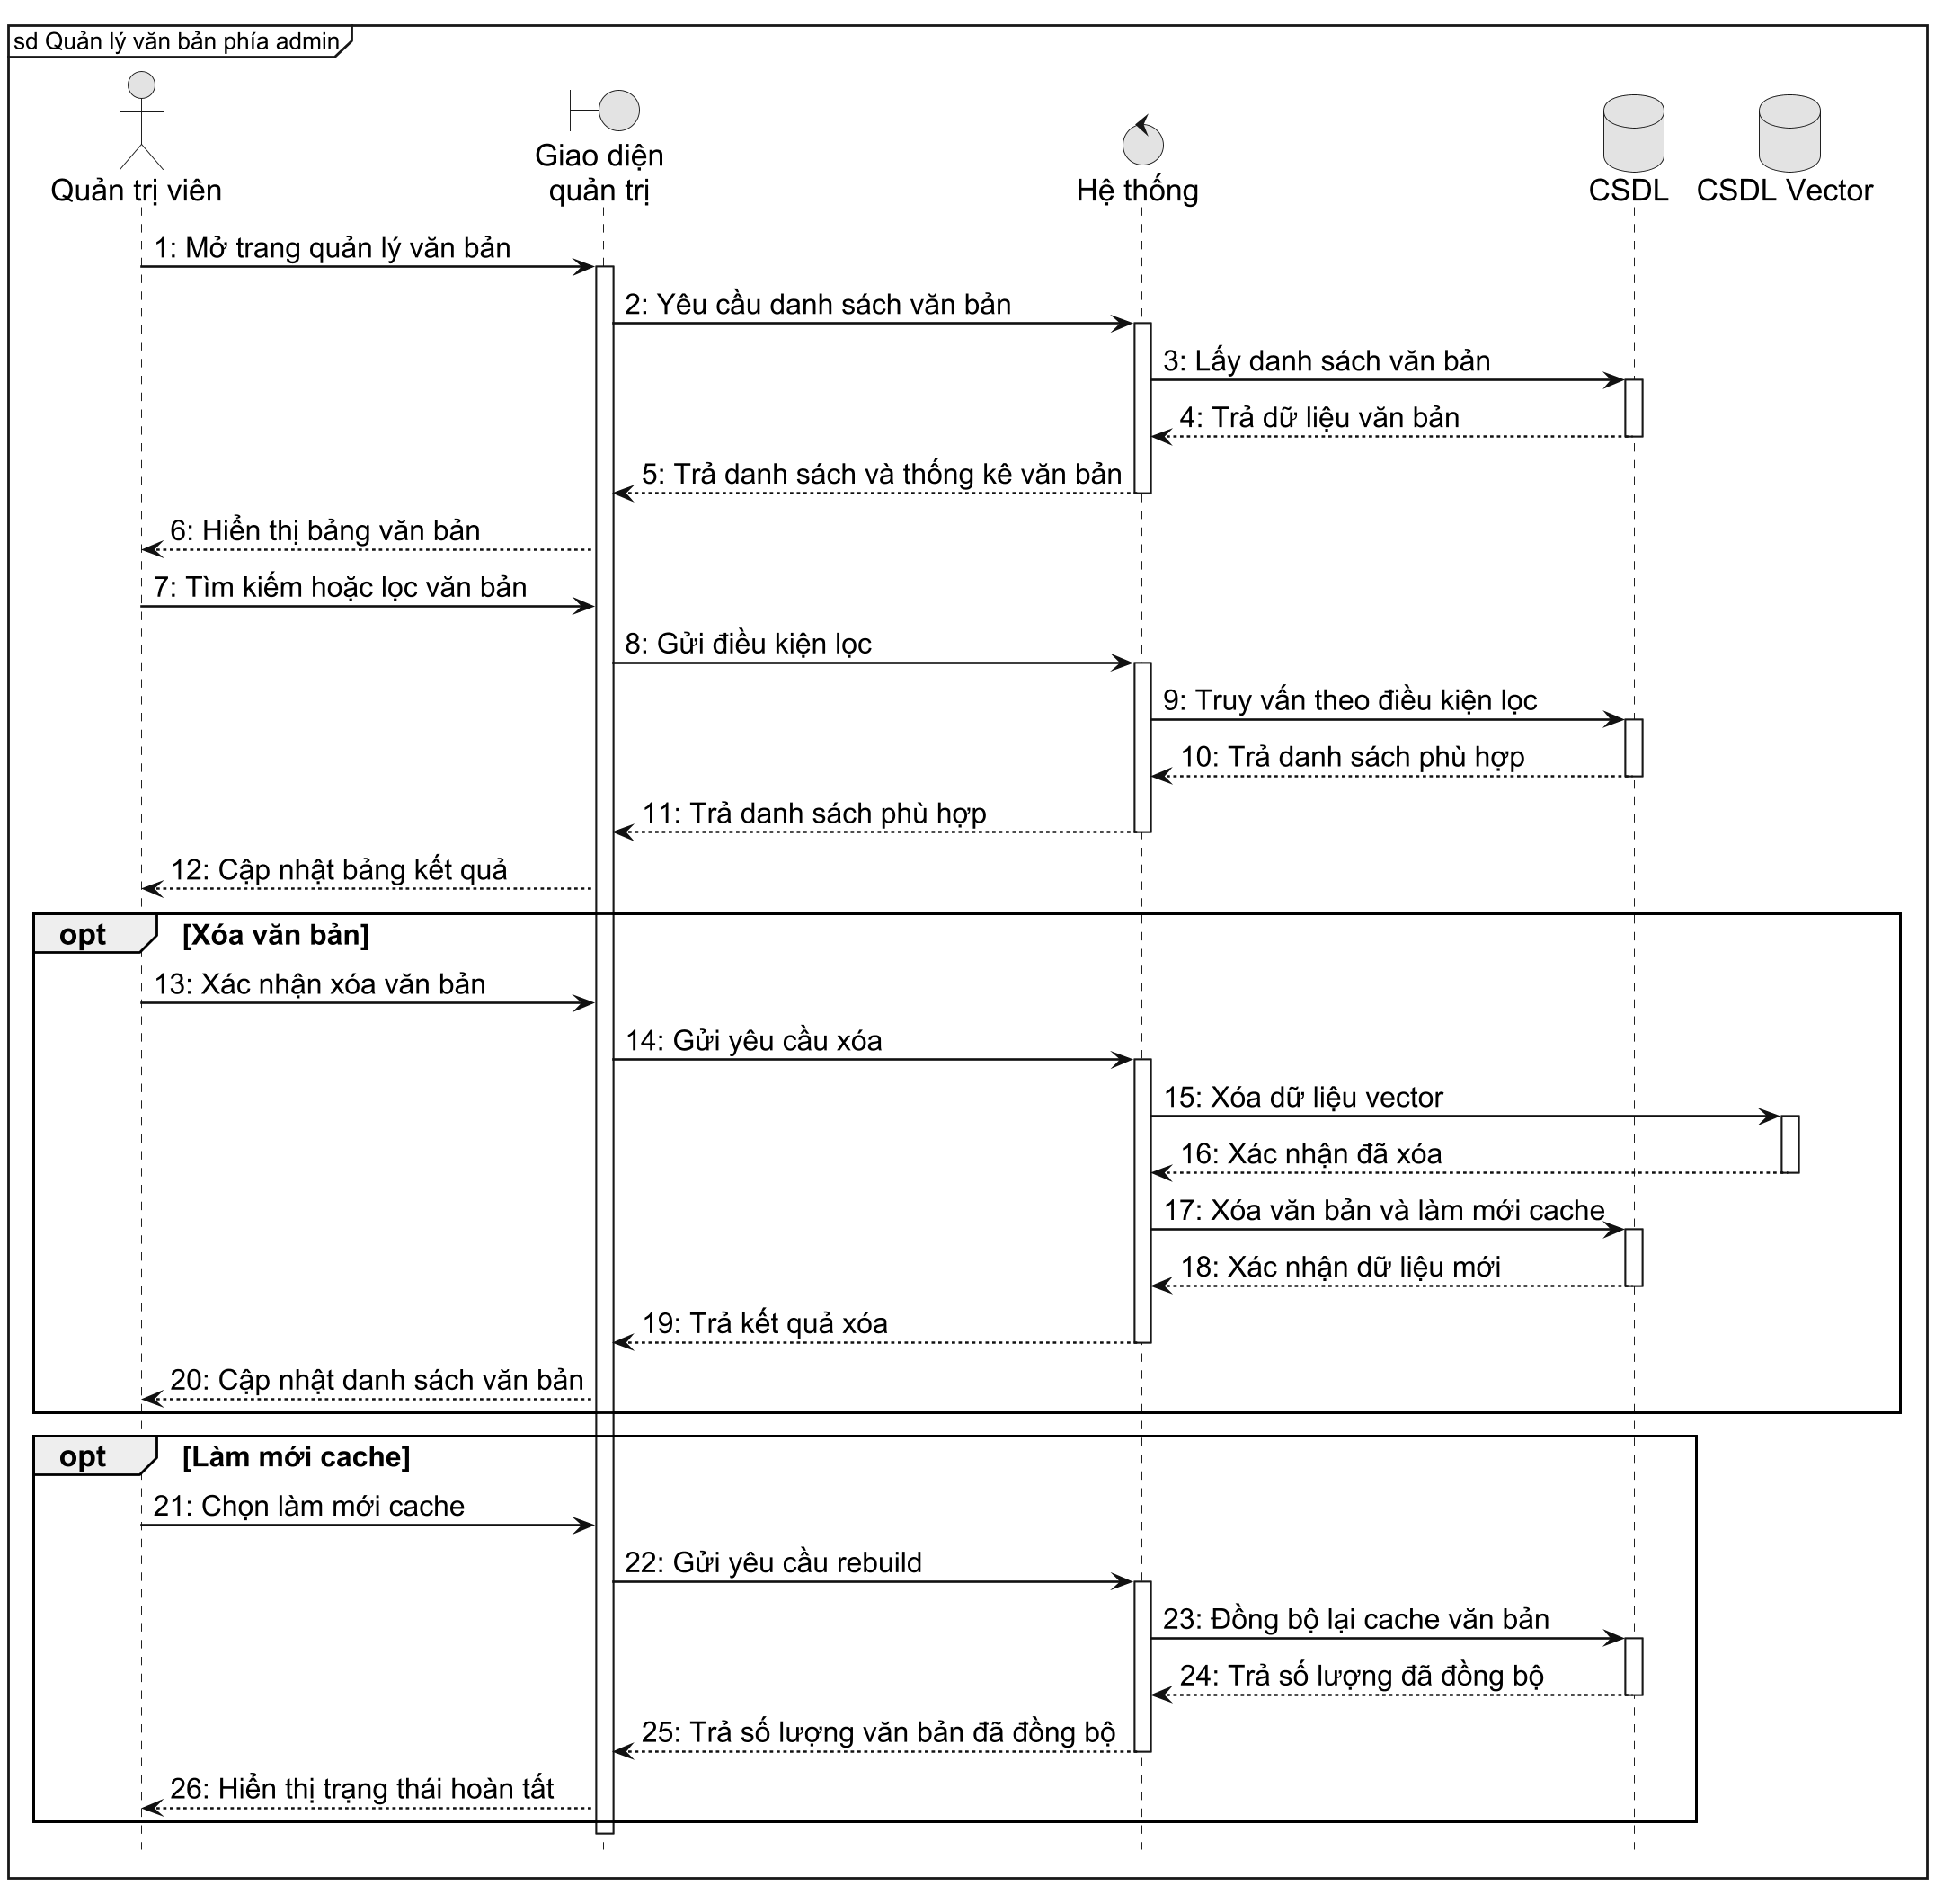 sd Quản lý văn bản phía admin
Quản trị viên
Giao diện
quản trị
Hệ thống
CSDL
CSDL Vector
1: Mở trang quản lý văn bản
2: Yêu cầu danh sách văn bản
3: Lấy danh sách văn bản
4: Trả dữ liệu văn bản
5: Trả danh sách và thống kê văn bản
6: Hiển thị bảng văn bản
7: Tìm kiếm hoặc lọc văn bản
8: Gửi điều kiện lọc
9: Truy vấn theo điều kiện lọc
10: Trả danh sách phù hợp
11: Trả danh sách phù hợp
12: Cập nhật bảng kết quả
opt [Xóa văn bản]
13: Xác nhận xóa văn bản
14: Gửi yêu cầu xóa
15: Xóa dữ liệu vector
16: Xác nhận đã xóa
17: Xóa văn bản và làm mới cache
18: Xác nhận dữ liệu mới
19: Trả kết quả xóa
20: Cập nhật danh sách văn bản
opt [Làm mới cache]
21: Chọn làm mới cache
22: Gửi yêu cầu rebuild
23: Đồng bộ lại cache văn bản
24: Trả số lượng đã đồng bộ
25: Trả số lượng văn bản đã đồng bộ
26: Hiển thị trạng thái hoàn tất